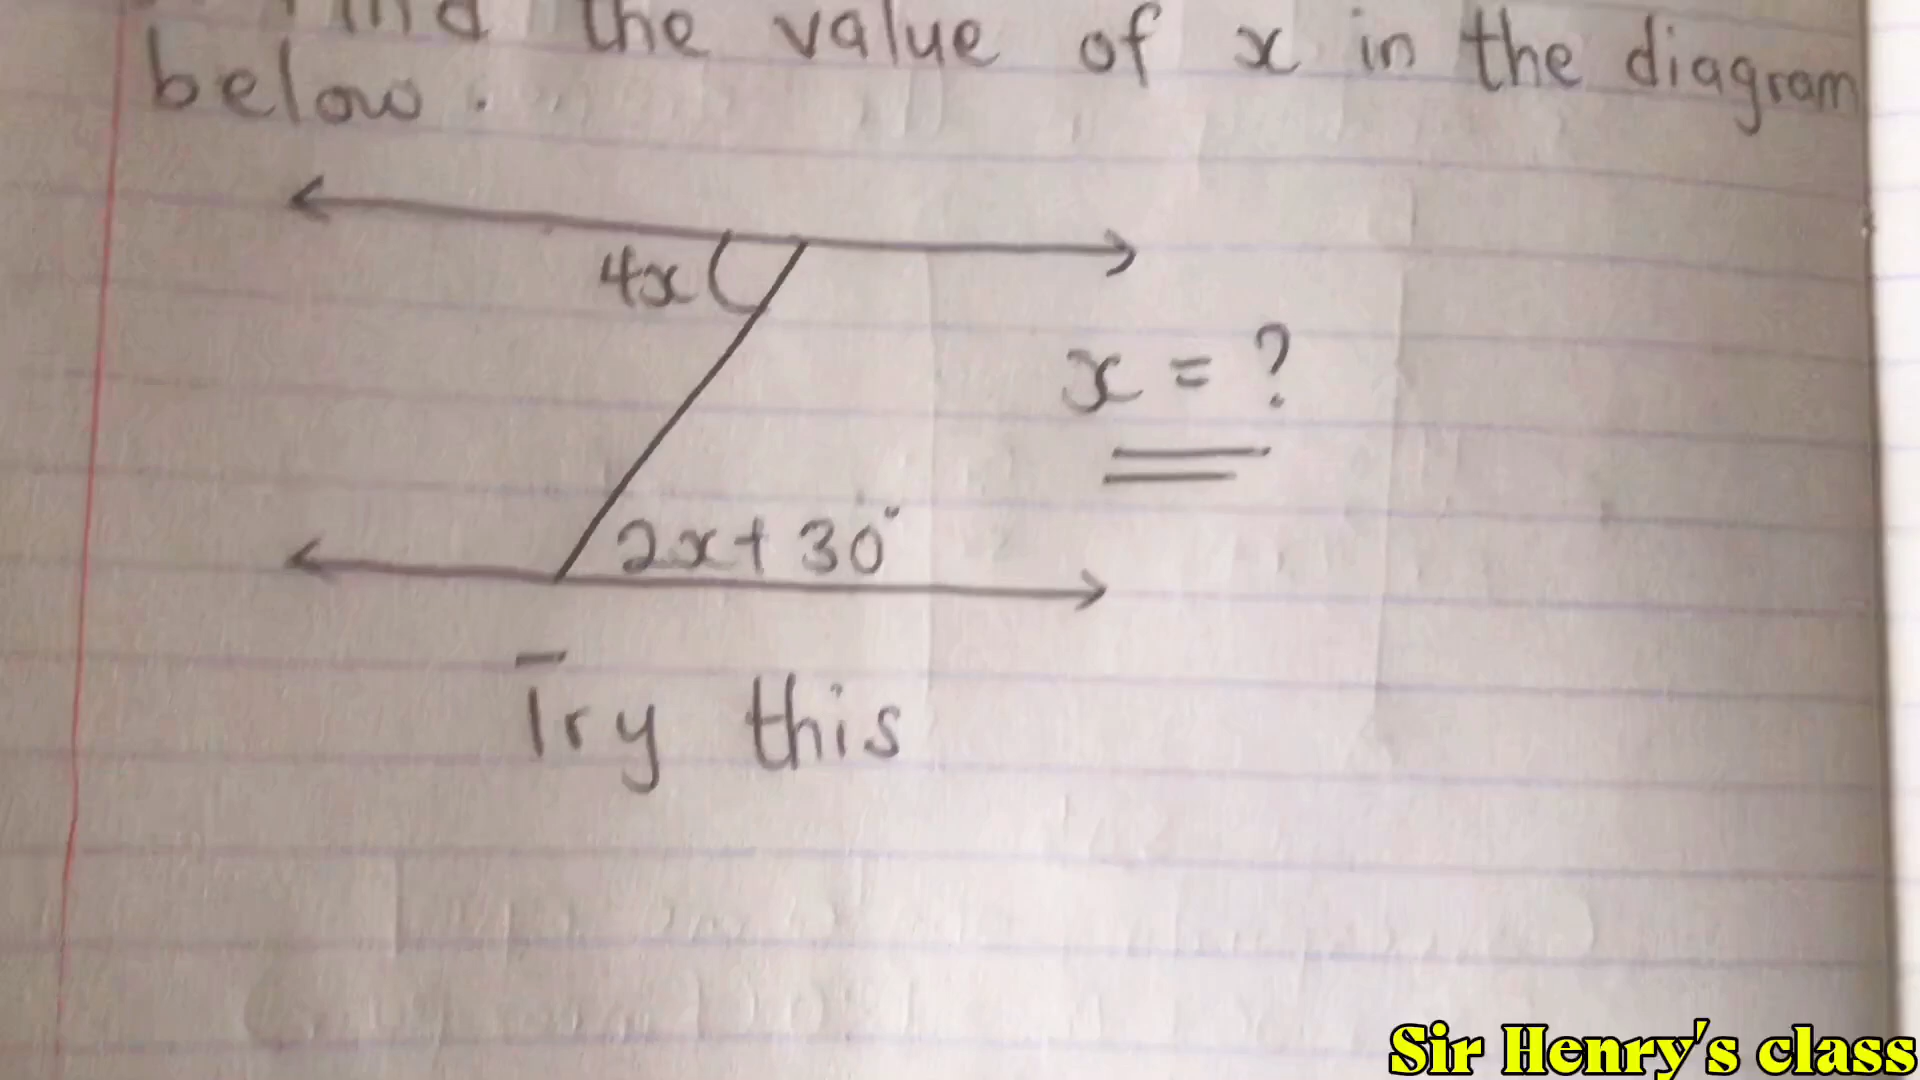 the value of x in the diagram
below.
4x
x = ?
2x + 30°
Try this
Sir Henry's class